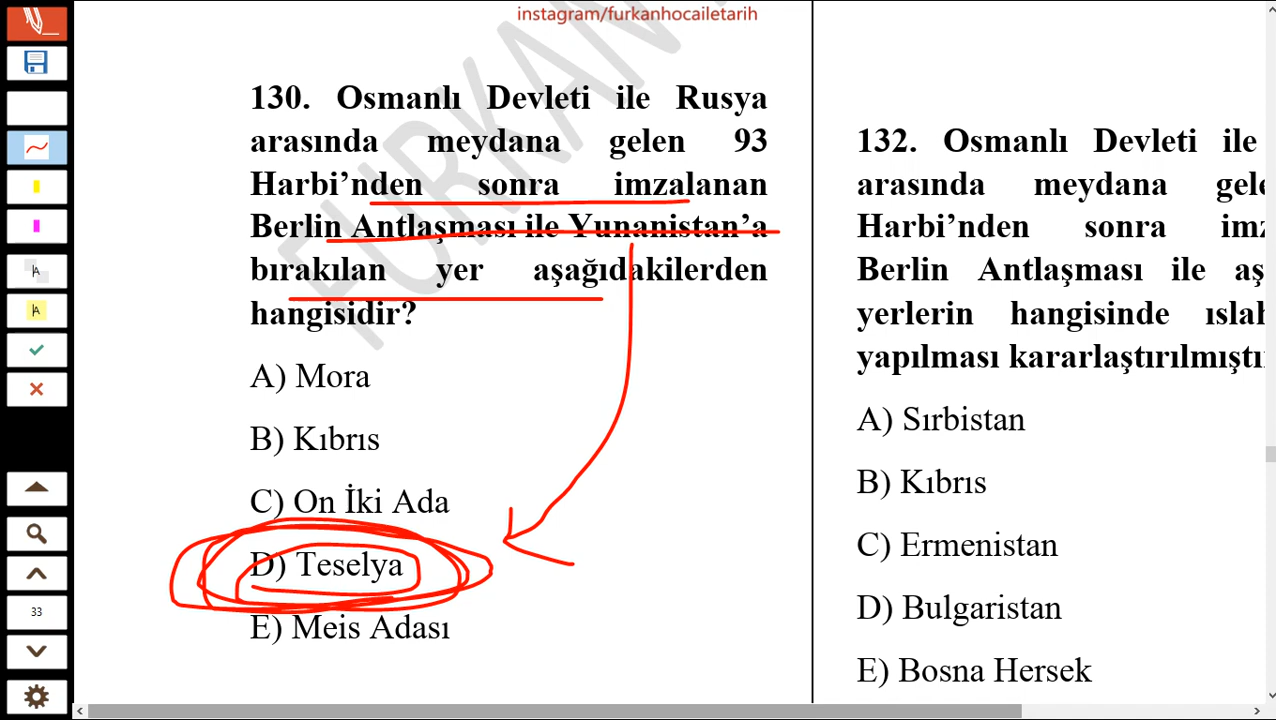 instagram/furkanhocailetarih
FURKAN
130. Osmanlı Devleti ile Rusya
arasında meydana gelen 93
Harbi’nden sonra imzalanan
Berlin Antlaşması ile Yunanistan’a
bırakılan yer aşağıdakilerden
hangisidir?
A) Mora
B) Kıbrıs
C) On İki Ada
D) Teselya
E) Meis Adası
132. Osmanlı Devleti ile
arasında meydana gel
Harbi’nden sonra im
Berlin Antlaşması ile aş
yerlerin hangisinde ısla
yapılması kararlaştırılmıştı
A) Sırbistan
B) Kıbrıs
C) Ermenistan
D) Bulgaristan
E) Bosna Hersek
A
A
33